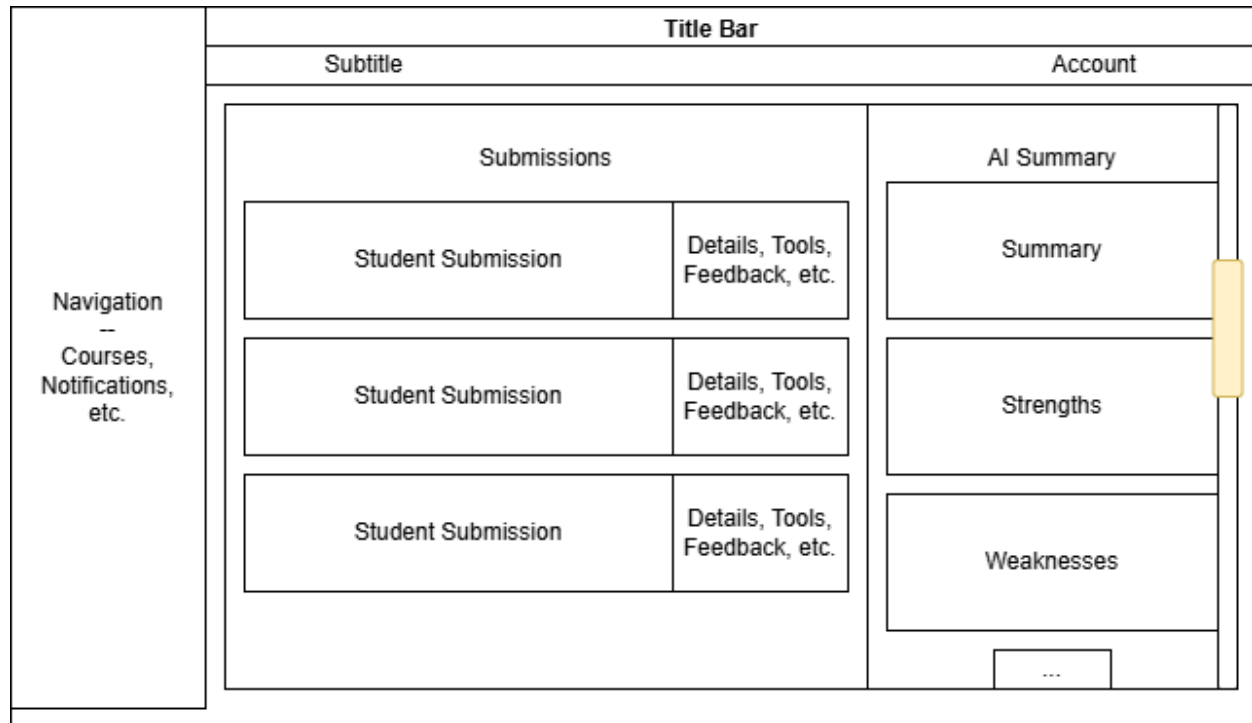 Title Bar
Subtitle
Account
Navigation
--
Courses,
Notifications,
etc.
Submissions
Student Submission
Details, Tools,
Feedback, etc.
Student Submission
Details, Tools,
Feedback, etc.
Student Submission
Details, Tools,
Feedback, etc.
AI Summary
Summary
Strengths
Weaknesses
...